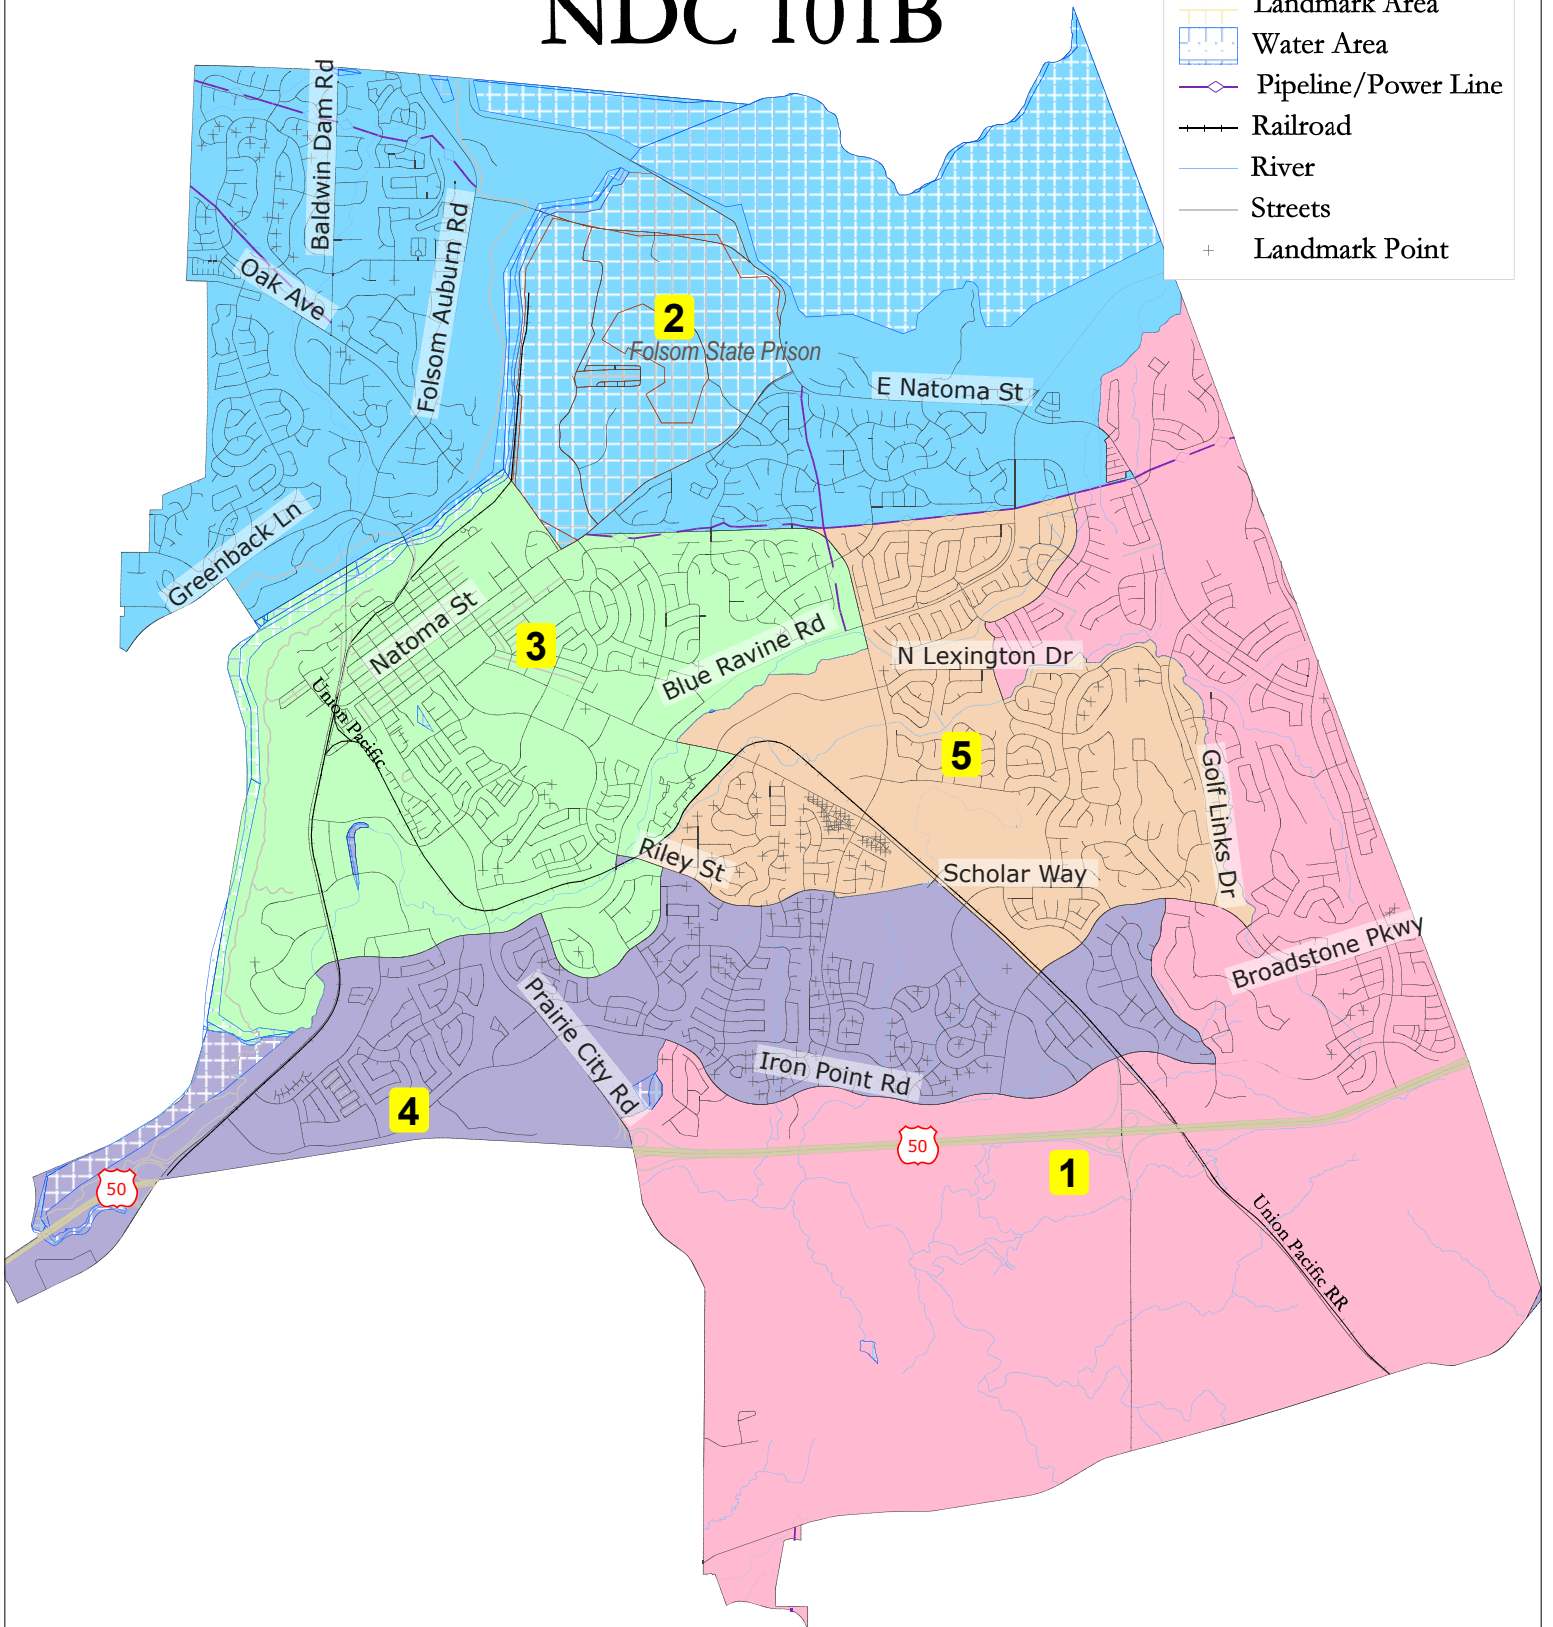 NDC 101B
Landmark Area
Water Area
Pipeline/Power Line
Railroad
River
Streets
Landmark Point
Baldwin Dam Rd
Oak Ave
Folsom Auburn Rd
2
Folsom State Prison
E Natoma St
Greenback Ln
Natoma St
3
Blue Ravine Rd
N Lexington Dr
Union Pacific
5
Golf Links Dr
Riley St
Scholar Way
Broadstone Pkwy
Prairie City Rd
Iron Point Rd
4
50
1
50
Union Pacific RR